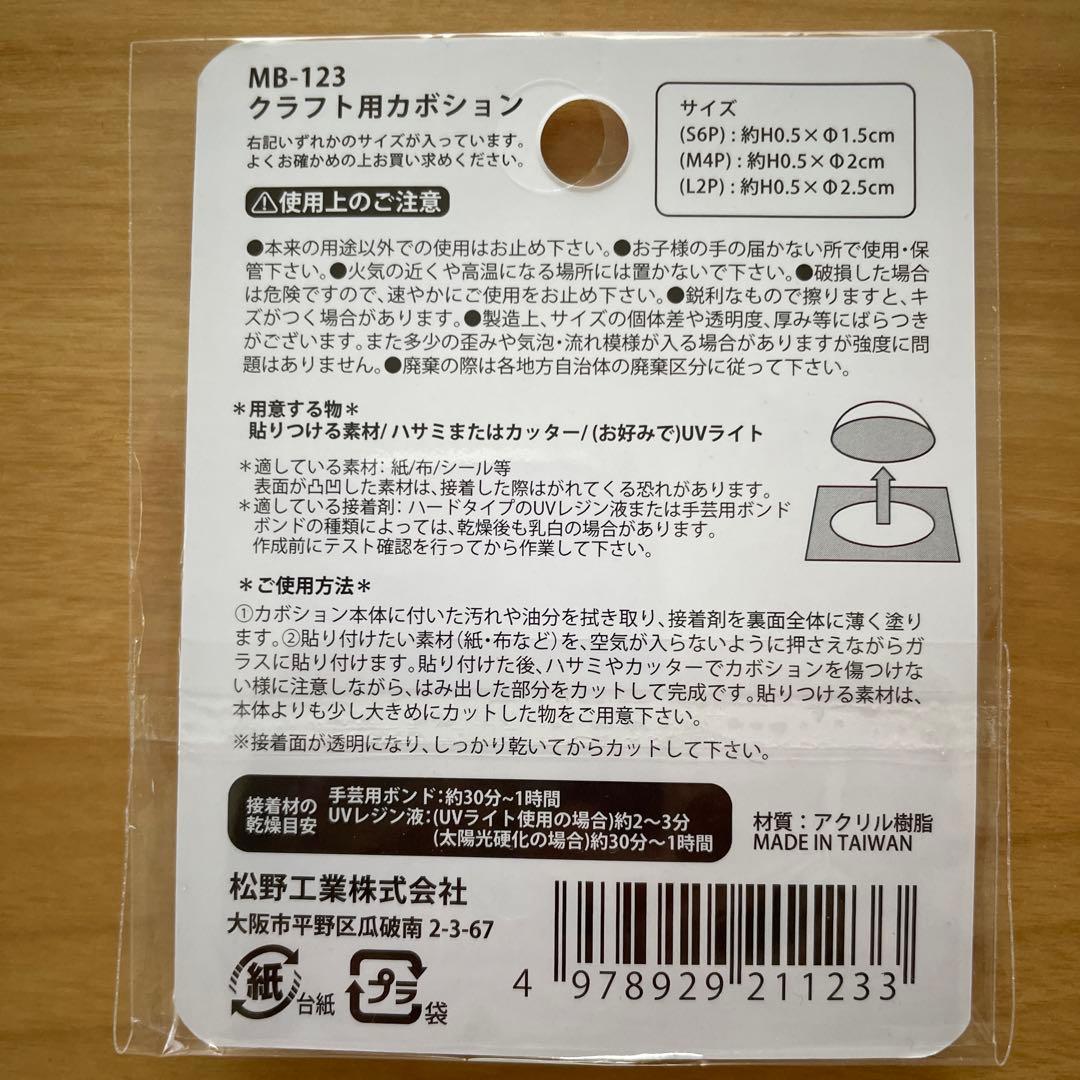 MB-123
クラフト用カボション
右記いずれかのサイズが入っています。
よくお確かめの上お買い求めください。
サイズ
(S6P) : 約H0.5×Φ1.5cm
(M4P) : 約H0.5×Φ2cm
(L2P) : 約H0.5×Φ2.5cm
⚠使用上のご注意
●本来の用途以外での使用はお止め下さい。●お子様の手の届かない所で使用・保
管下さい。●火気の近くや高温になる場所には置かないで下さい。●破損した場合
は危険ですので、速やかにご使用をお止め下さい。●鋭利なもので擦りますと、キ
ズがつく場合があります。●製造上、サイズの個体差や透明度、厚み等にばらつき
がございます。また多少の歪みや気泡・流れ模様が入る場合がありますが強度に問
題はありません。●廃棄の際は各地方自治体の廃棄区分に従って下さい。
＊用意する物＊
貼りつける素材/ ハサミまたはカッター/ (お好みで)UVライト
＊適している素材: 紙/布/シール等
表面が凸凹した素材は、接着した際はがれてくる恐れがあります。
＊適している接着剤: ハードタイプのUVレジン液または手芸用ボンド
ボンドの種類によっては、乾燥後も乳白の場合があります。
作成前にテスト確認を行ってから作業して下さい。
＊ご使用方法＊
①カボション本体に付いた汚れや油分を拭き取り、接着剤を裏面全体に薄く塗り
ます。②貼り付けたい素材（紙・布など）を、空気が入らないように押さえながらガ
ラスに貼り付けます。貼り付けた後、ハサミやカッターでカボションを傷つけな
い様に注意しながら、はみ出した部分をカットして完成です。貼りつける素材は、
本体よりも少し大きめにカットした物をご用意下さい。
※接着面が透明になり、しっかり乾いてからカットして下さい。
接着材の
乾燥目安
手芸用ボンド：約30分~1時間
UVレジン液：(UVライト使用の場合)約2～3分
(太陽光硬化の場合)約30分～1時間
材質：アクリル樹脂
MADE IN TAIWAN
松野工業株式会社
大阪市平野区瓜破南 2-3-67
紙 台紙
プラ 袋
4 978929 211233